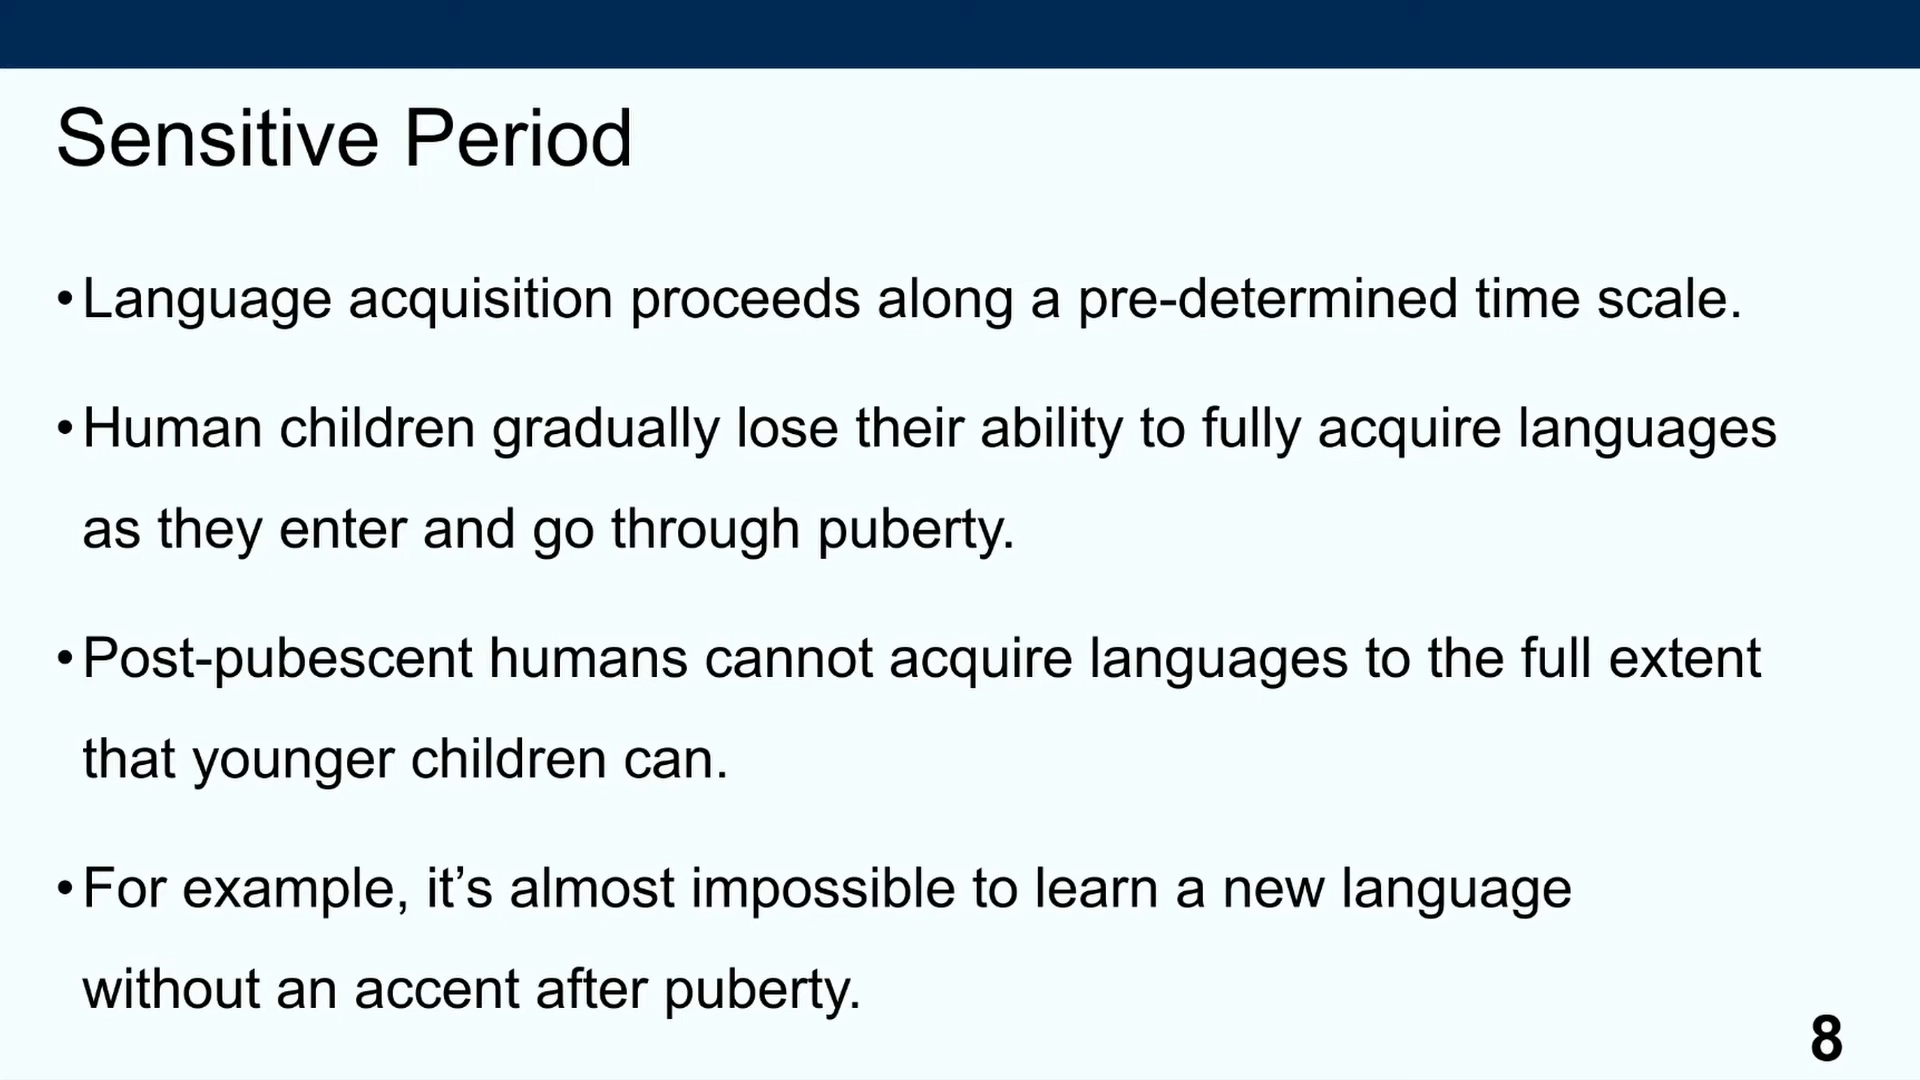 Sensitive Period
•Language acquisition proceeds along a pre-determined time scale.
•Human children gradually lose their ability to fully acquire languages
as they enter and go through puberty.
•Post-pubescent humans cannot acquire languages to the full extent
that younger children can.
•For example, it’s almost impossible to learn a new language
without an accent after puberty.
8